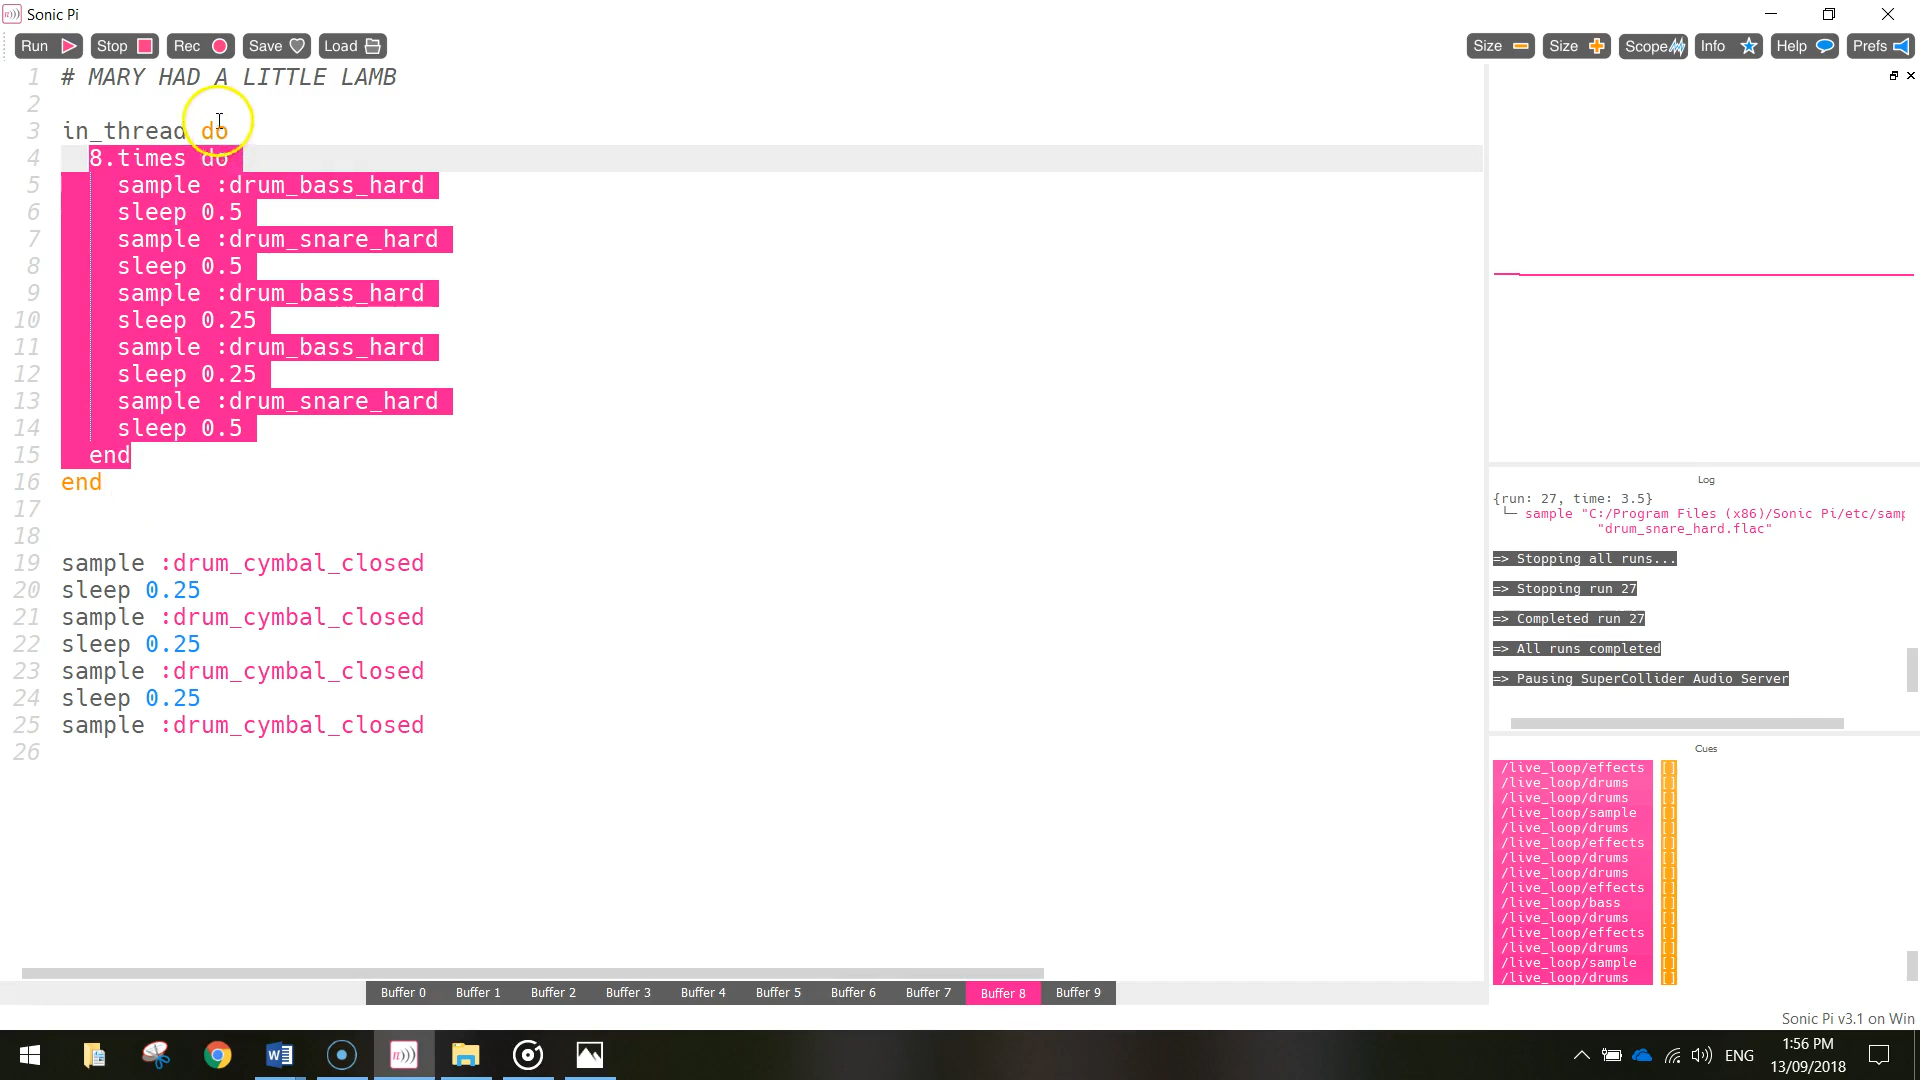 Sonic Pi
Run Stop Rec Save Load Size Size Scope Info Help Prefs
1 # MARY HAD A LITTLE LAMB
2
3 in_thread do
4 8.times do
5 sample :drum_bass_hard
6 sleep 0.5
7 sample :drum_snare_hard
8 sleep 0.5
9 sample :drum_bass_hard
10 sleep 0.25
11 sample :drum_bass_hard
12 sleep 0.25
13 sample :drum_snare_hard
14 sleep 0.5
15 end
16 end
17
18
19 sample :drum_cymbal_closed
20 sleep 0.25
21 sample :drum_cymbal_closed
22 sleep 0.25
23 sample :drum_cymbal_closed
24 sleep 0.25
25 sample :drum_cymbal_closed
26
Log
{run: 27, time: 3.5}
└─ sample "C:/Program Files (x86)/Sonic Pi/etc/samp
"drum_snare_hard.flac"
=> Stopping all runs...
=> Stopping run 27
=> Completed run 27
=> All runs completed
=> Pausing SuperCollider Audio Server
Cues
/live_loop/effects []
/live_loop/drums []
/live_loop/drums []
/live_loop/sample []
/live_loop/drums []
/live_loop/effects []
/live_loop/drums []
/live_loop/drums []
/live_loop/effects []
/live_loop/bass []
/live_loop/drums []
/live_loop/effects []
/live_loop/drums []
/live_loop/sample []
/live_loop/drums []
Buffer 0 Buffer 1 Buffer 2 Buffer 3 Buffer 4 Buffer 5 Buffer 6 Buffer 7 Buffer 8 Buffer 9
Sonic Pi v3.1 on Win
ENG
1:56 PM
13/09/2018